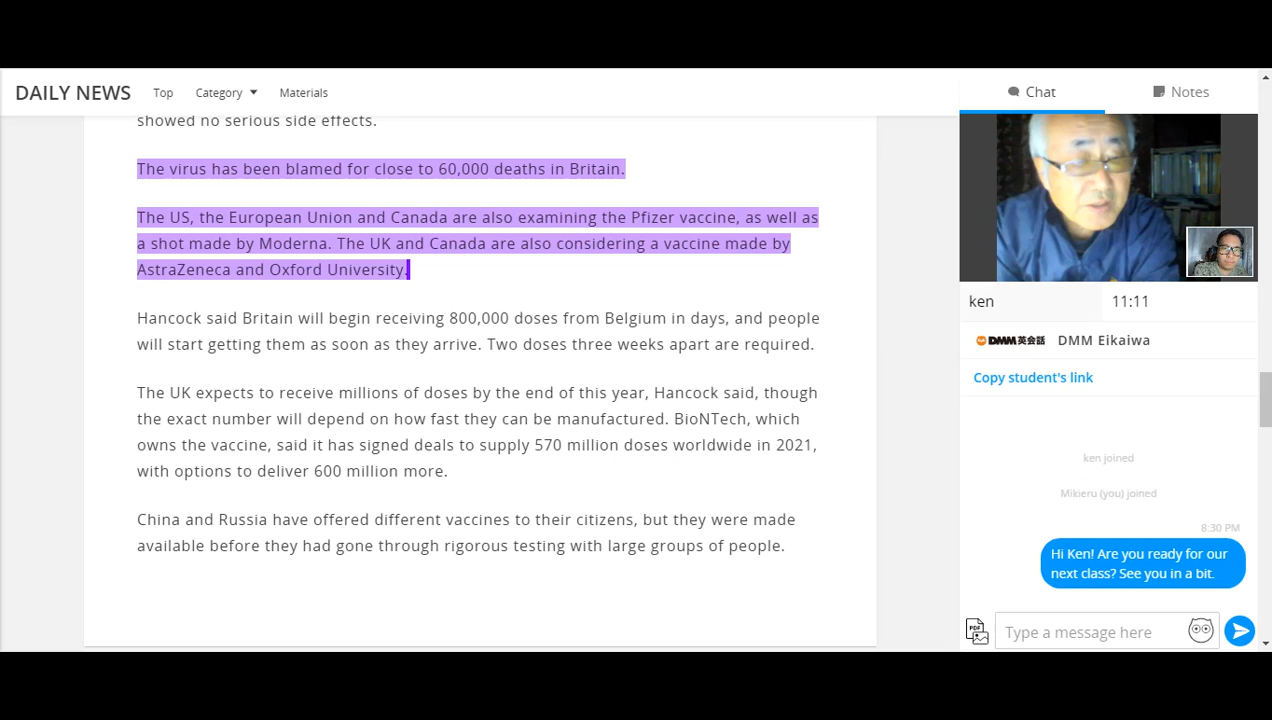 DAILY NEWS
Top
Category
Materials
showed no serious side effects.
The virus has been blamed for close to 60,000 deaths in Britain.
The US, the European Union and Canada are also examining the Pfizer vaccine, as well as
a shot made by Moderna. The UK and Canada are also considering a vaccine made by
AstraZeneca and Oxford University.
Hancock said Britain will begin receiving 800,000 doses from Belgium in days, and people
will start getting them as soon as they arrive. Two doses three weeks apart are required.
The UK expects to receive millions of doses by the end of this year, Hancock said, though
the exact number will depend on how fast they can be manufactured. BioNTech, which
owns the vaccine, said it has signed deals to supply 570 million doses worldwide in 2021,
with options to deliver 600 million more.
China and Russia have offered different vaccines to their citizens, but they were made
available before they had gone through rigorous testing with large groups of people.
Chat
Notes
ken
11:11
DMM英会話
DMM Eikaiwa
Copy student's link
ken joined
Mikieru (you) joined
8:30 PM
Hi Ken! Are you ready for our
next class? See you in a bit.
PDF
Type a message here